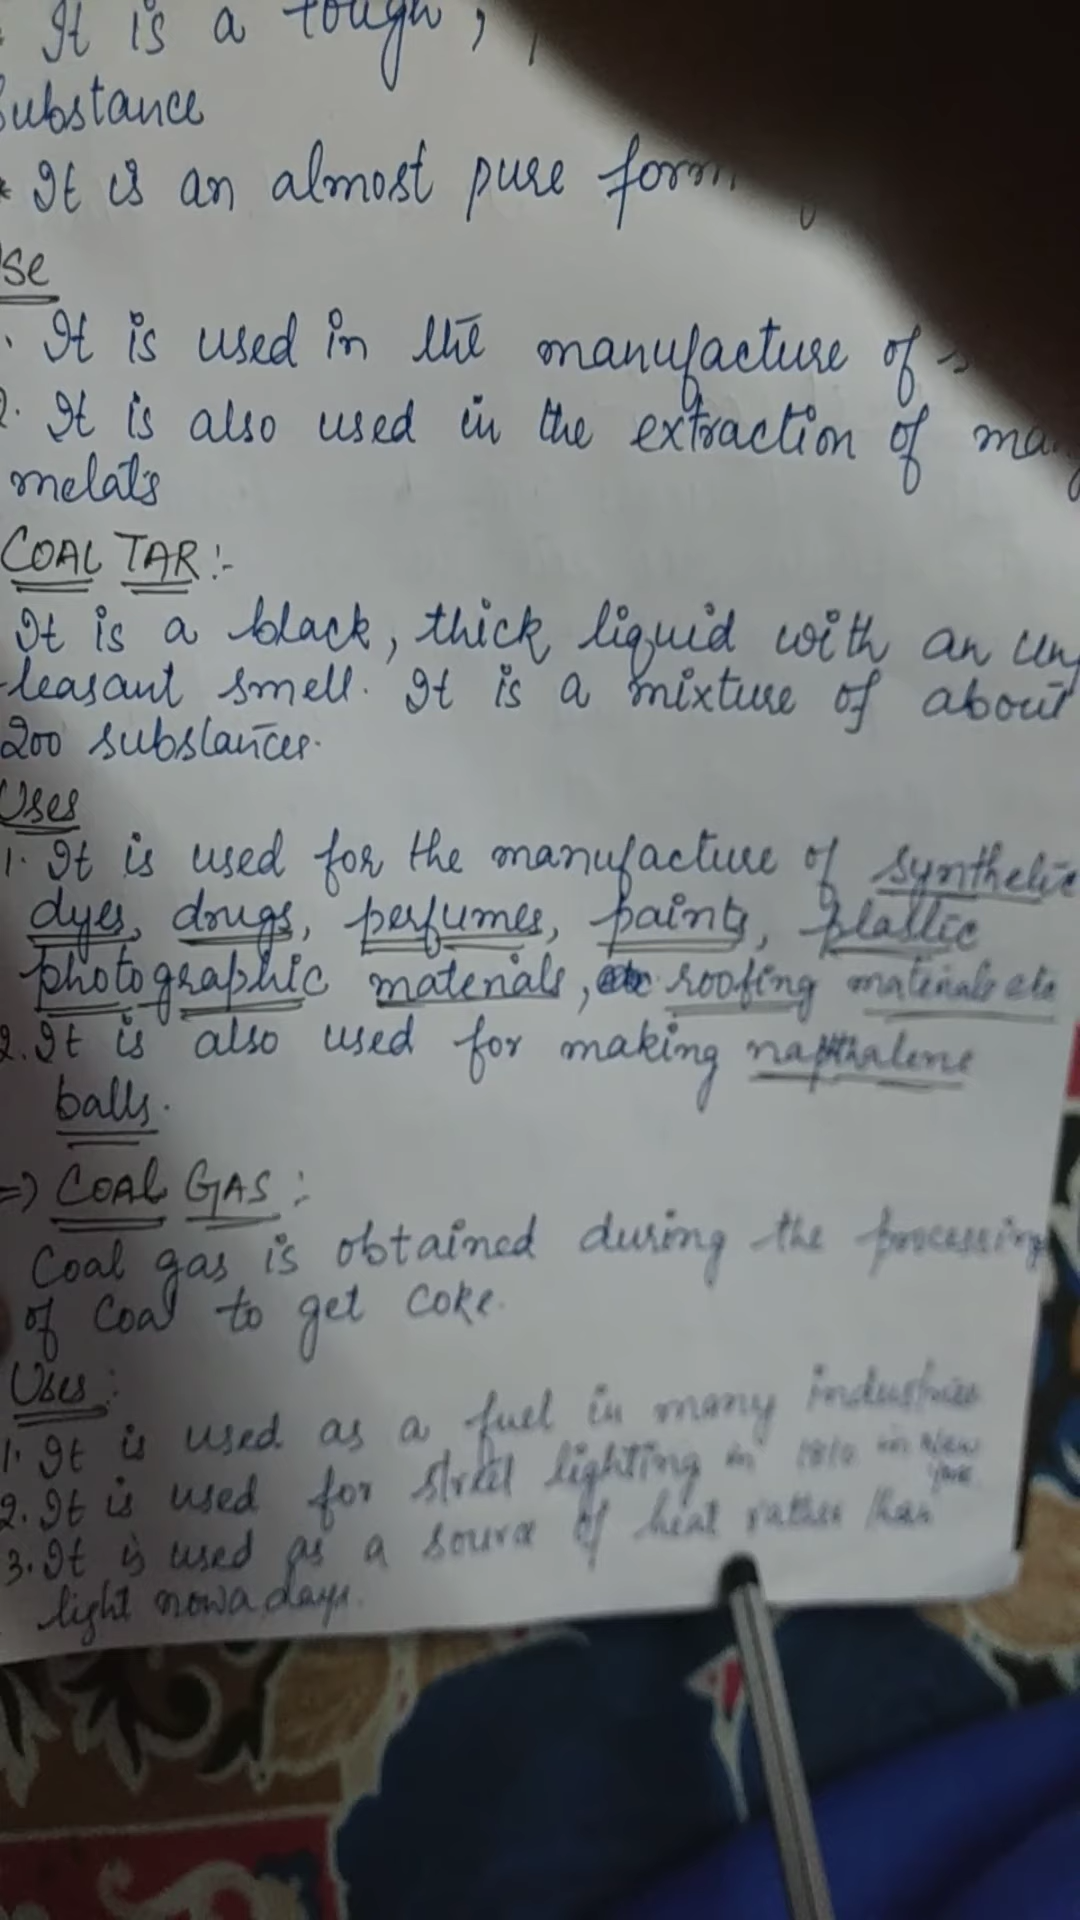 It is a tough,
substance
* It is an almost pure form
Use
. It is used in the manufacture of
2. It is also used in the extraction of many
melats
COAL TAR :-
It is a black, thick liquid with an unp
-leasant smell. It is a mixture of about
200 substances.
Uses
1. It is used for the manufacture of synthetic
dyes, drugs, perfumes, paints, plastic
photographic materials, roofing materials etc
2. It is also used for making napthalene
balls.
=> COAL GAS :
Coal gas is obtained during the processing
of Coal to get coke.
Uses :
1. It is used as a fuel in many industries
2. It is used for street lighting in 1810 in New
York
3. It is used as a source of heat rather than
light nowadays.